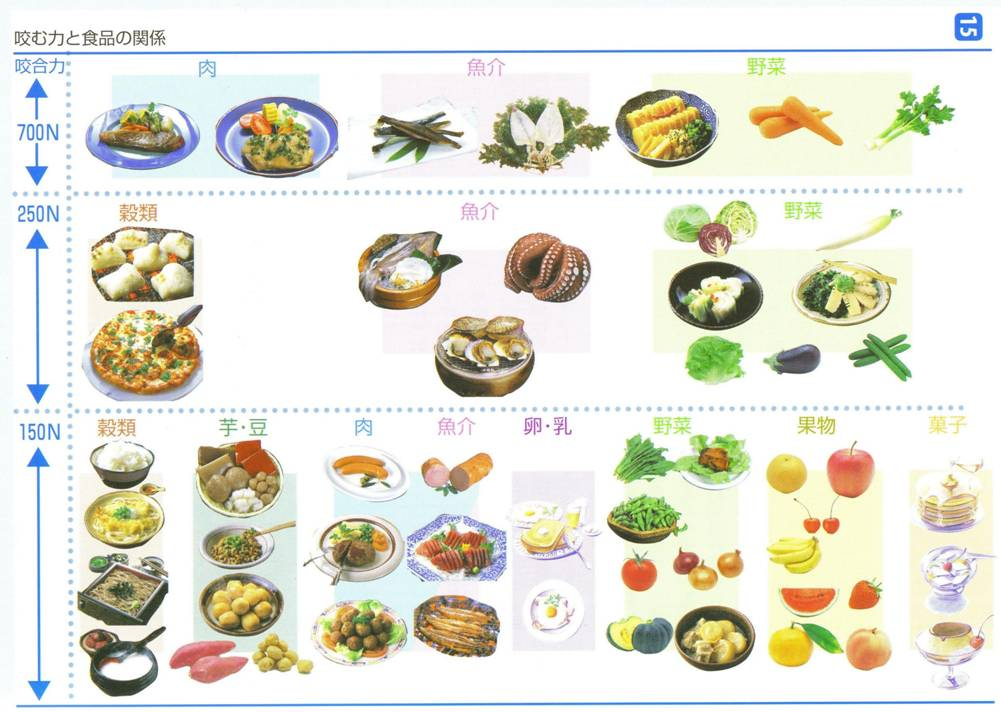 15
咬む力と食品の関係
咬合力
肉
魚介
野菜
700N
250N
穀類
魚介
野菜
150N
穀類
芋・豆
肉
魚介
卵・乳
野菜
果物
菓子